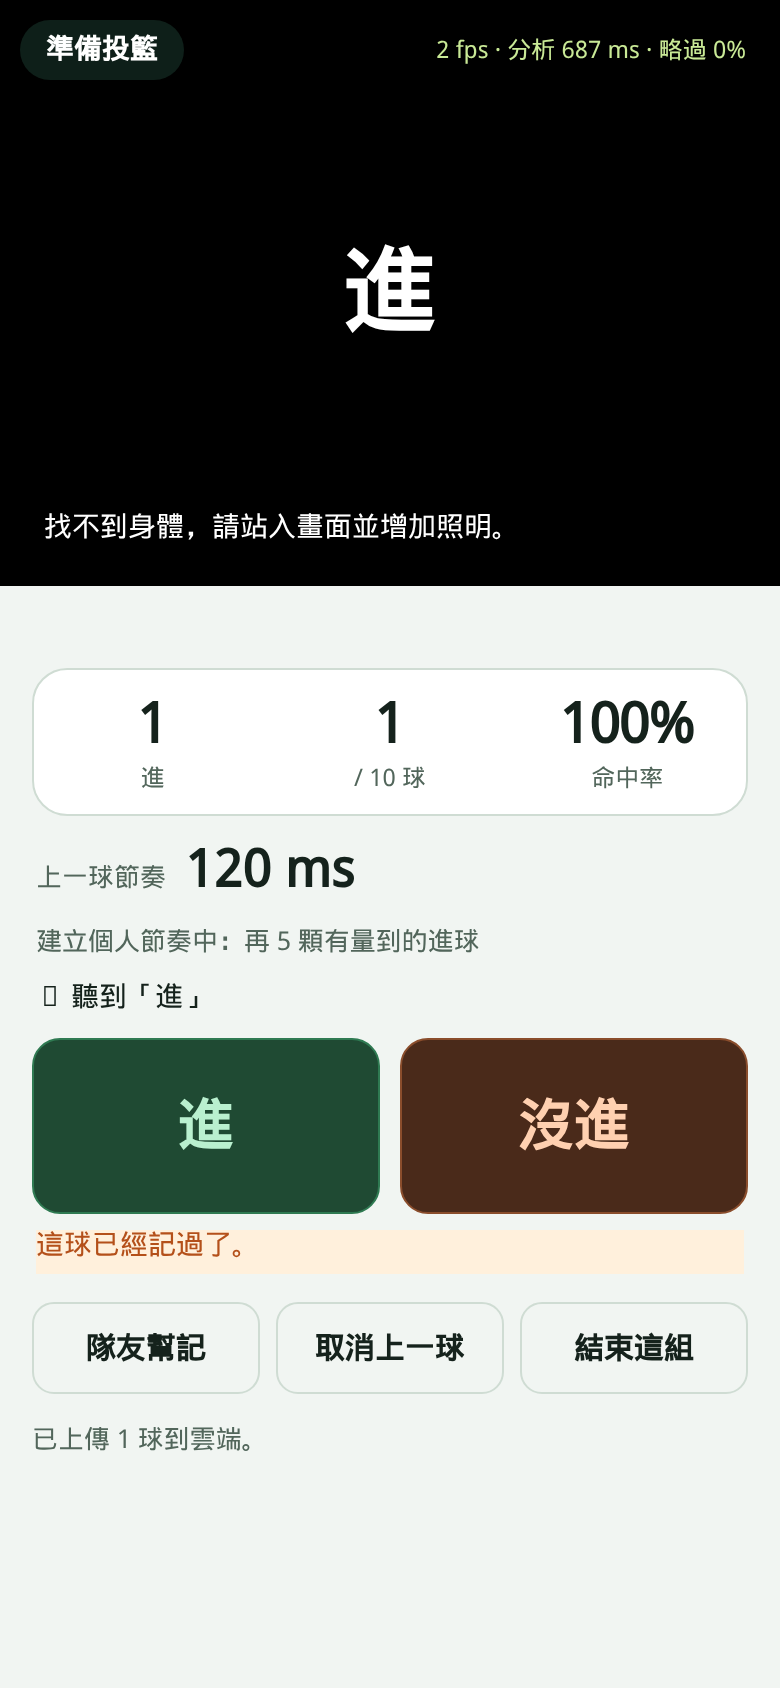 準備投籃
2 fps · 分析 687 ms · 略過 0%
進
找不到身體，請站入畫面並增加照明。
1
進
1
/ 10 球
100%
命中率
上一球節奏 120 ms
建立個人節奏中：再 5 顆有量到的進球
聽到「進」
進
沒進
這球已經記過了。
隊友幫記
取消上一球
結束這組
已上傳 1 球到雲端。